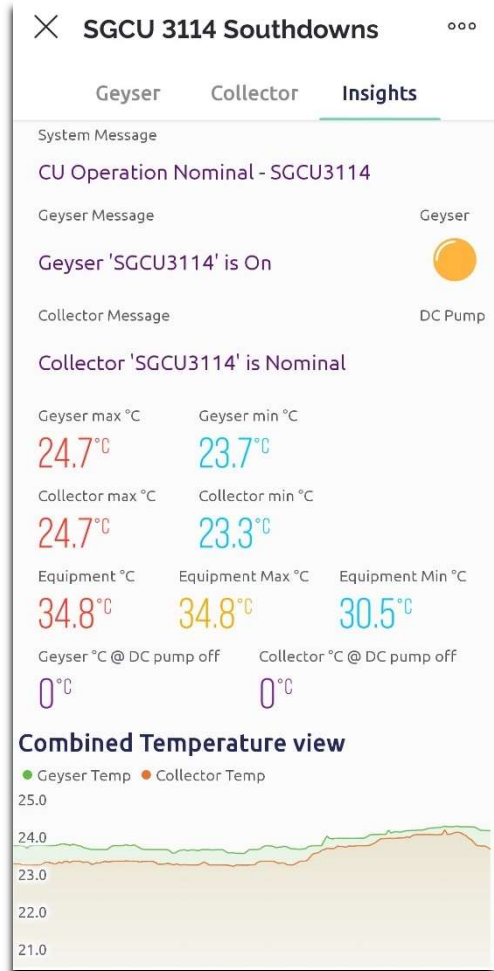 SGCU 3114 Southdowns
Geyser Collector Insights
System Message
CU Operation Nominal - SGCU3114
Geyser Message Geyser
Geyser 'SGCU3114' is On
Collector Message DC Pump
Collector 'SGCU3114' is Nominal
Geyser max °C Geyser min °C
24.7°C 23.7°C
Collector max °C Collector min °C
24.7°C 23.3°C
Equipment °C Equipment Max °C Equipment Min °C
34.8°C 34.8°C 30.5°C
Geyser °C @ DC pump off Collector °C @ DC pump off
0°C 0°C
Combined Temperature view
Geyser Temp Collector Temp
25.0
24.0
23.0
22.0
21.0